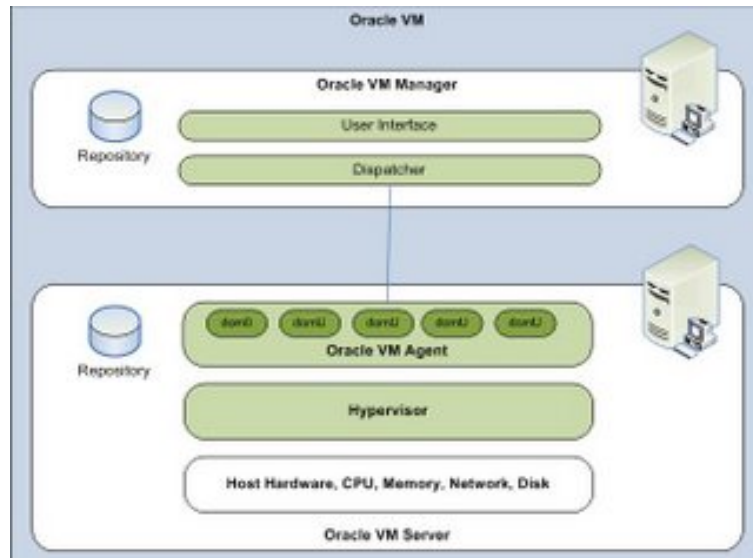 Oracle VM
Oracle VM Manager
User Interface
Repository
Dispatcher
domU
domU
domU
domU
domU
Oracle VM Agent
Repository
Hypervisor
Host Hardware, CPU, Memory, Network, Disk
Oracle VM Server